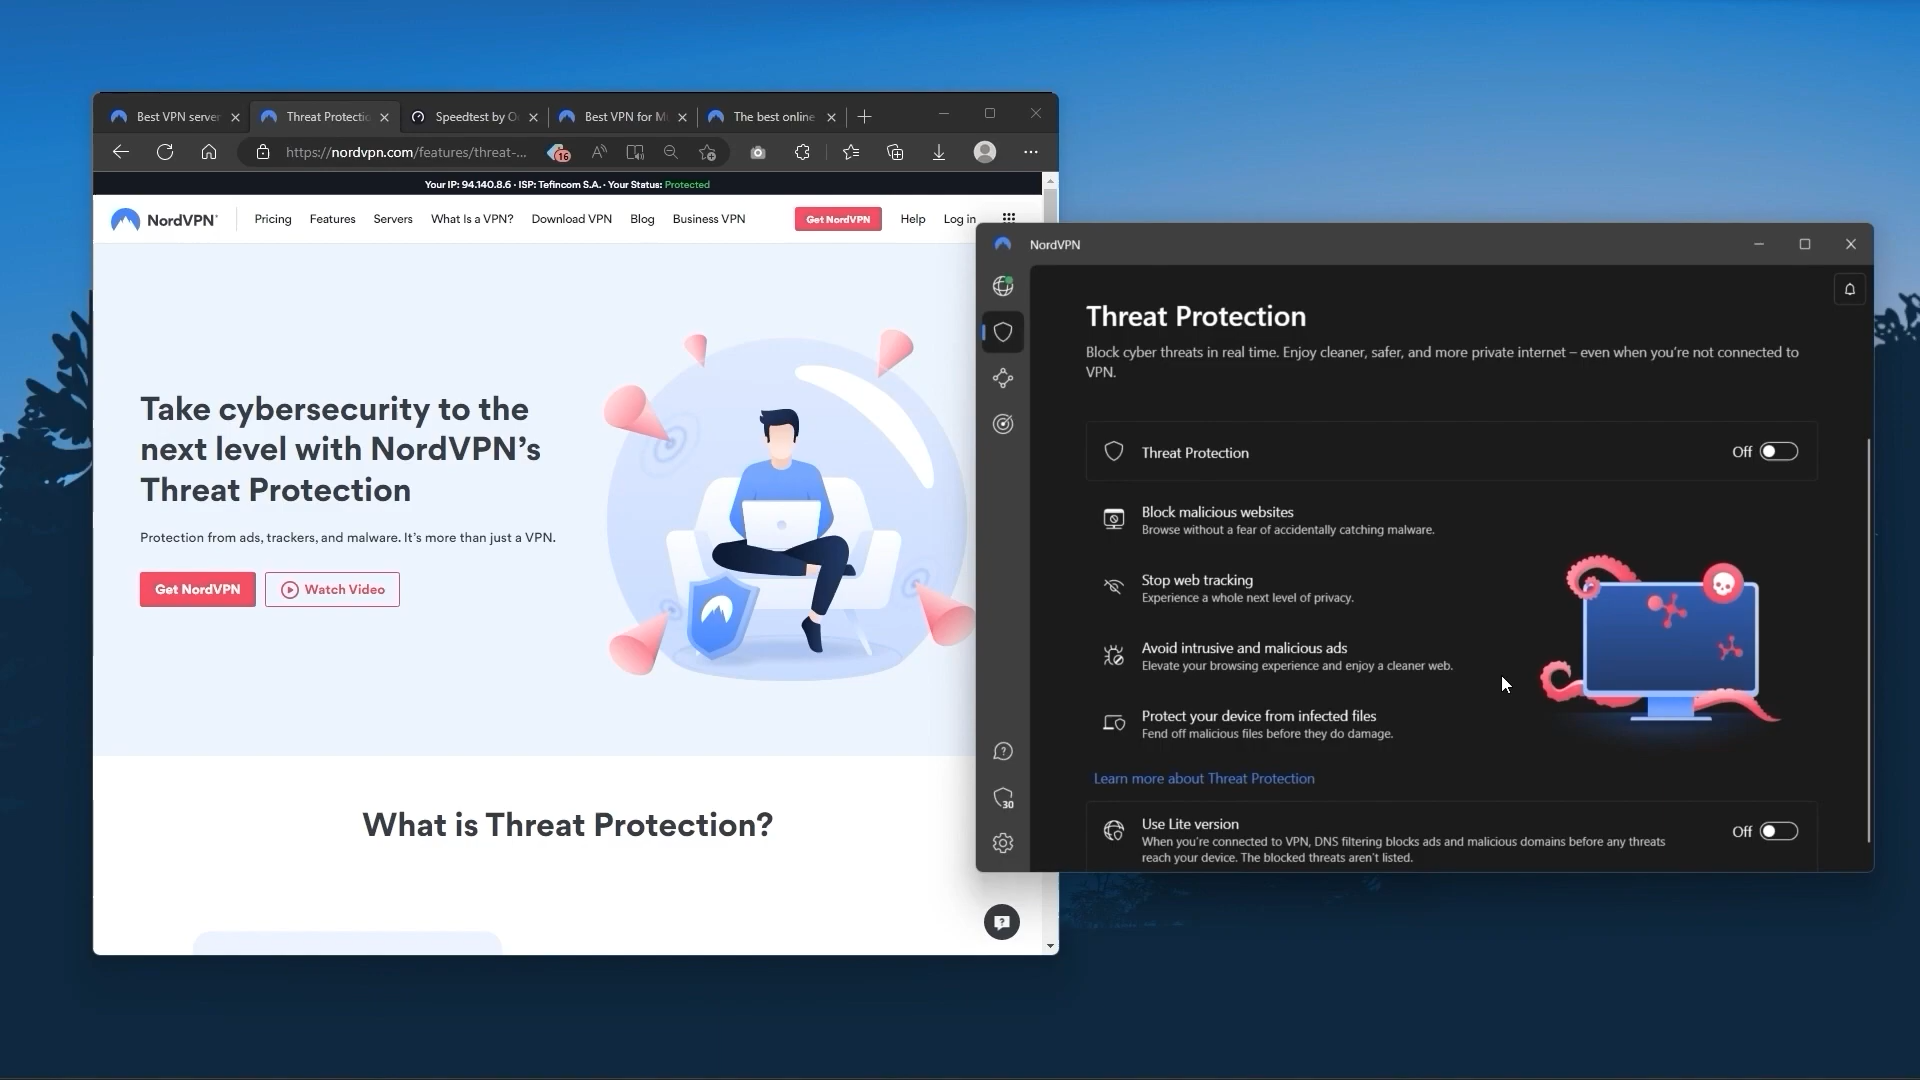 Best VPN server
Threat Protectio
Speedtest by O
Best VPN for M
The best online
https://nordvpn.com/features/threat-...
16
Your IP: 94.140.8.6 · ISP: Tefincom S.A. · Your Status: Protected
NordVPN®
Pricing
Features
Servers
What Is a VPN?
Download VPN
Blog
Business VPN
Get NordVPN
Help
Log in
Take cybersecurity to the
next level with NordVPN’s
Threat Protection
Protection from ads, trackers, and malware. It’s more than just a VPN.
Get NordVPN
Watch Video
What is Threat Protection?
NordVPN
Threat Protection
Block cyber threats in real time. Enjoy cleaner, safer, and more private internet – even when you’re not connected to
VPN.
Threat Protection
Off
Block malicious websites
Browse without a fear of accidentally catching malware.
Stop web tracking
Experience a whole next level of privacy.
Avoid intrusive and malicious ads
Elevate your browsing experience and enjoy a cleaner web.
Protect your device from infected files
Fend off malicious files before they do damage.
Learn more about Threat Protection
30
Use Lite version
Off
When you’re connected to VPN, DNS filtering blocks ads and malicious domains before any threats
reach your device. The blocked threats aren’t listed.